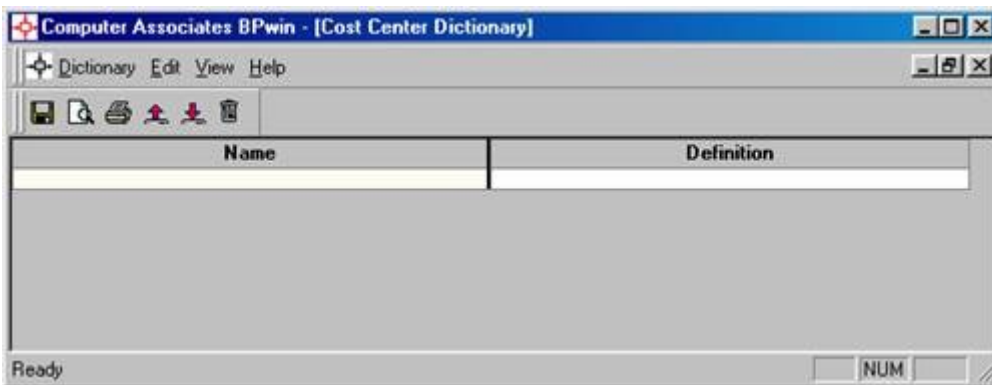 Computer Associates BPwin - [Cost Center Dictionary]
Dictionary Edit View Help
Name Definition
Ready NUM